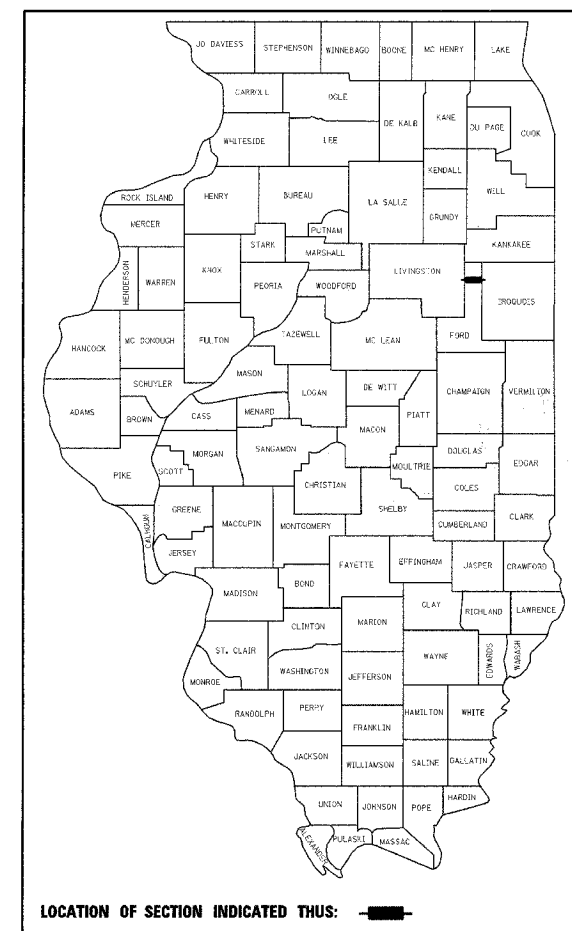 JO DAVIESS STEPHENSON WINNEBAGO BOONE MC HENRY LAKE
CARROLL OGLE DE KALB KANE DU PAGE COOK
WHITESIDE LEE
KENDALL WILL
ROCK ISLAND HENRY BUREAU LA SALLE GRUNDY
MERCER PUTNAM
STARK MARSHALL KANKAKEE
HENDERSON WARREN KNOX PEORIA WOODFORD LIVINGSTON IROQUOIS
HANCOCK MC DONOUGH FULTON TAZEWELL MC LEAN FORD
SCHUYLER MASON LOGAN DE WITT CHAMPAIGN VERMILION
ADAMS BROWN CASS MENARD MACON PIATT
MORGAN SANGAMON DOUGLAS EDGAR
PIKE SCOTT CHRISTIAN MOULTRIE COLES
GREENE SHELBY
CALHOUN MACOUPIN MONTGOMERY CUMBERLAND CLARK
JERSEY FAYETTE EFFINGHAM JASPER CRAWFORD
MADISON BOND
CLAY RICHLAND LAWRENCE
CLINTON MARION
ST. CLAIR WAYNE EDWARDS WABASH
WASHINGTON JEFFERSON
MONROE
RANDOLPH PERRY HAMILTON WHITE
FRANKLIN
JACKSON WILLIAMSON SALINE GALLATIN
UNION JOHNSON POPE HARDIN
ALEXANDER PULASKI MASSAC
LOCATION OF SECTION INDICATED THUS: